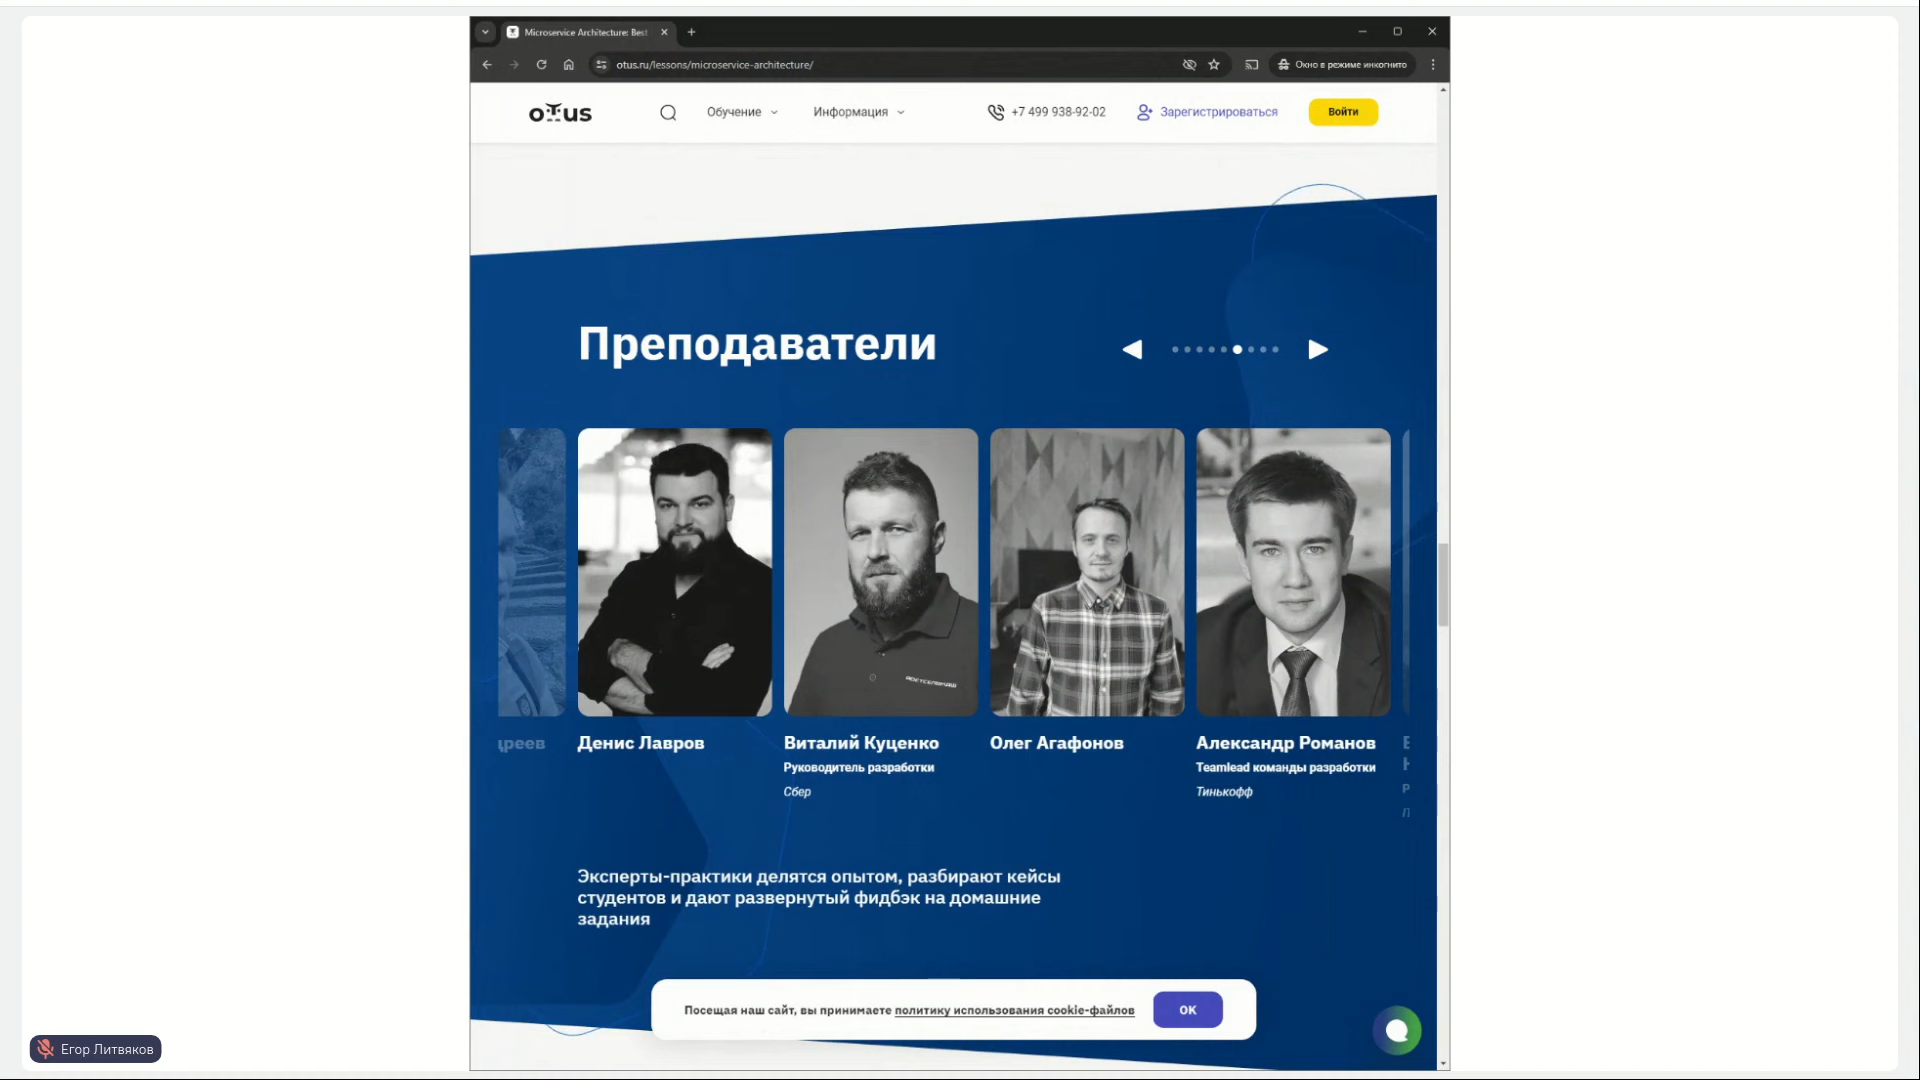 Microservice Architecture: Best
otus.ru/lessons/microservice-architecture/
Окно в режиме инкогнито
OTUS
Обучение
Информация
+7 499 938-92-02
Зарегистрироваться
Войти
Преподаватели
Денис Лавров
Виталий Куценко
Руководитель разработки
Сбер
Олег Агафонов
Александр Романов
Teamlead команды разработки
Тинькофф
Эксперты-практики делятся опытом, разбирают кейсы
студентов и дают развернутый фидбэк на домашние
задания
Посещая наш сайт, вы принимаете политику использования cookie-файлов
OK
Егор Литвяков